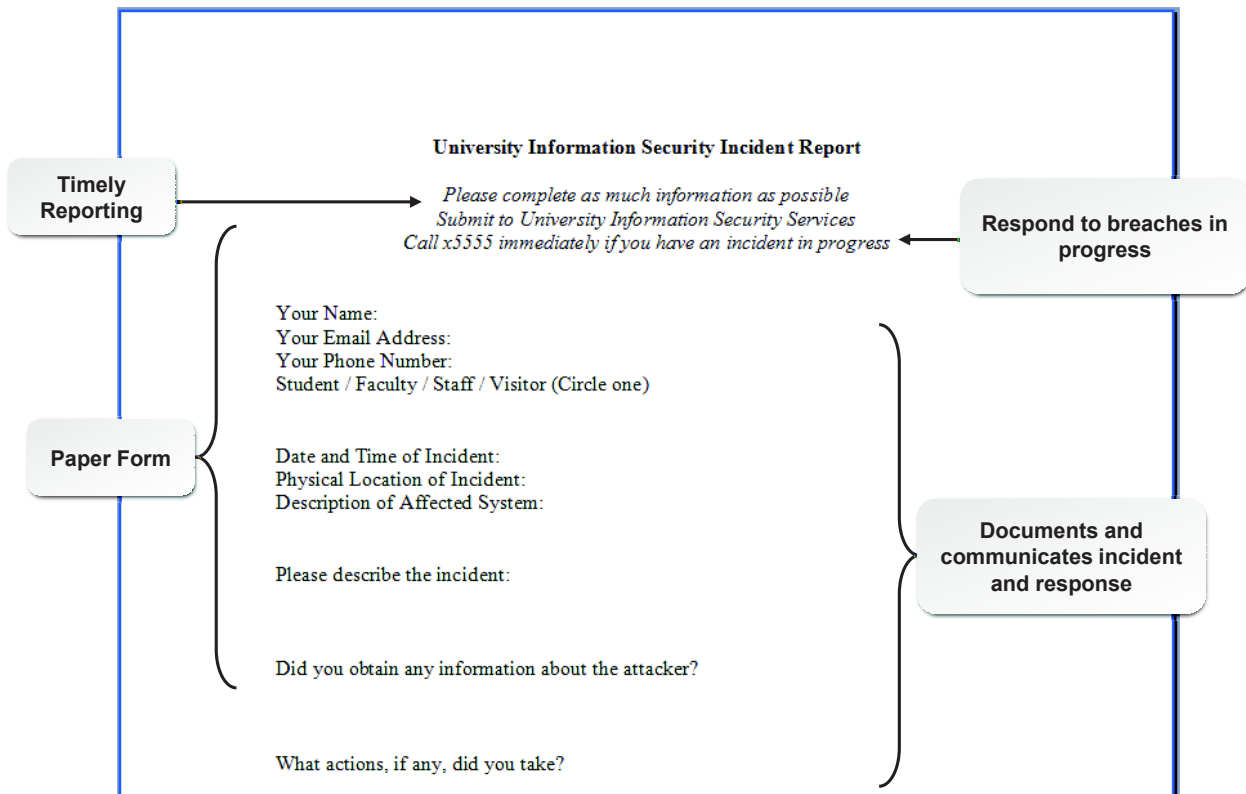 University Information Security Incident Report
Timely
Reporting
Please complete as much information as possible
Submit to University Information Security Services
Call x5555 immediately if you have an incident in progress
Respond to breaches in
progress
Your Name:
Your Email Address:
Your Phone Number:
Student / Faculty / Staff / Visitor (Circle one)
Paper Form
Date and Time of Incident:
Physical Location of Incident:
Description of Affected System:
Documents and
communicates incident
and response
Please describe the incident:
Did you obtain any information about the attacker?
What actions, if any, did you take?